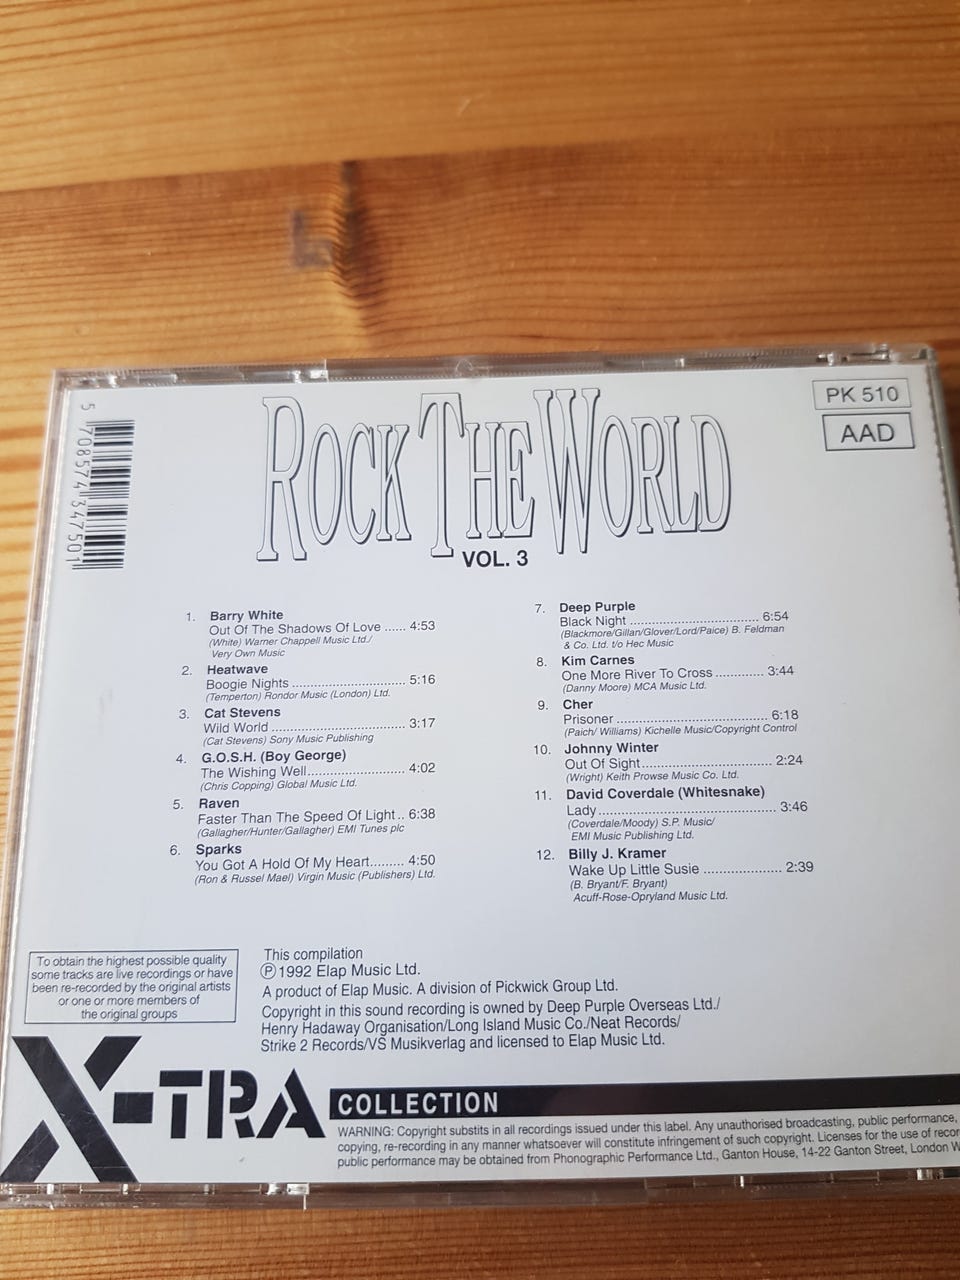 PK 510
AAD
5 708574 347501
ROCK THE WORLD
VOL. 3
1. Barry White
Out Of The Shadows Of Love ...... 4:53
(White) Warner Chappell Music Ltd./
Very Own Music
2. Heatwave
Boogie Nights ............................. 5:16
(Temperton) Rondor Music (London) Ltd.
3. Cat Stevens
Wild World .................................. 3:17
(Cat Stevens) Sony Music Publishing
4. G.O.S.H. (Boy George)
The Wishing Well......................... 4:02
(Chris Copping) Global Music Ltd.
5. Raven
Faster Than The Speed Of Light .. 6:38
(Gallagher/Hunter/Gallagher) EMI Tunes plc
6. Sparks
You Got A Hold Of My Heart......... 4:50
(Ron & Russel Mael) Virgin Music (Publishers) Ltd.
7. Deep Purple
Black Night ................................. 6:54
(Blackmore/Gillan/Glover/Lord/Paice) B. Feldman
& Co. Ltd. t/o Hec Music
8. Kim Carnes
One More River To Cross ............ 3:44
(Danny Moore) MCA Music Ltd.
9. Cher
Prisoner ....................................... 6:18
(Paich/ Williams) Kichelle Music/Copyright Control
10. Johnny Winter
Out Of Sight................................. 2:24
(Wright) Keith Prowse Music Co. Ltd.
11. David Coverdale (Whitesnake)
Lady.............................................. 3:46
(Coverdale/Moody) S.P. Music/
EMI Music Publishing Ltd.
12. Billy J. Kramer
Wake Up Little Susie .................... 2:39
(B. Bryant/F. Bryant)
Acuff-Rose-Opryland Music Ltd.
To obtain the highest possible quality
some tracks are live recordings or have
been re-recorded by the original artists
or one or more members of
the original groups
This compilation
Ⓟ 1992 Elap Music Ltd.
A product of Elap Music. A division of Pickwick Group Ltd.
Copyright in this sound recording is owned by Deep Purple Overseas Ltd./
Henry Hadaway Organisation/Long Island Music Co./Neat Records/
Strike 2 Records/VS Musikverlag and licensed to Elap Music Ltd.
X-TRA
COLLECTION
WARNING: Copyright substits in all recordings issued under this label. Any unauthorised broadcasting, public performance,
copying, re-recording in any manner whatsoever will constitute infringement of such copyright. Licenses for the use of recor
public performance may be obtained from Phonographic Performance Ltd., Ganton House, 14-22 Ganton Street, London W